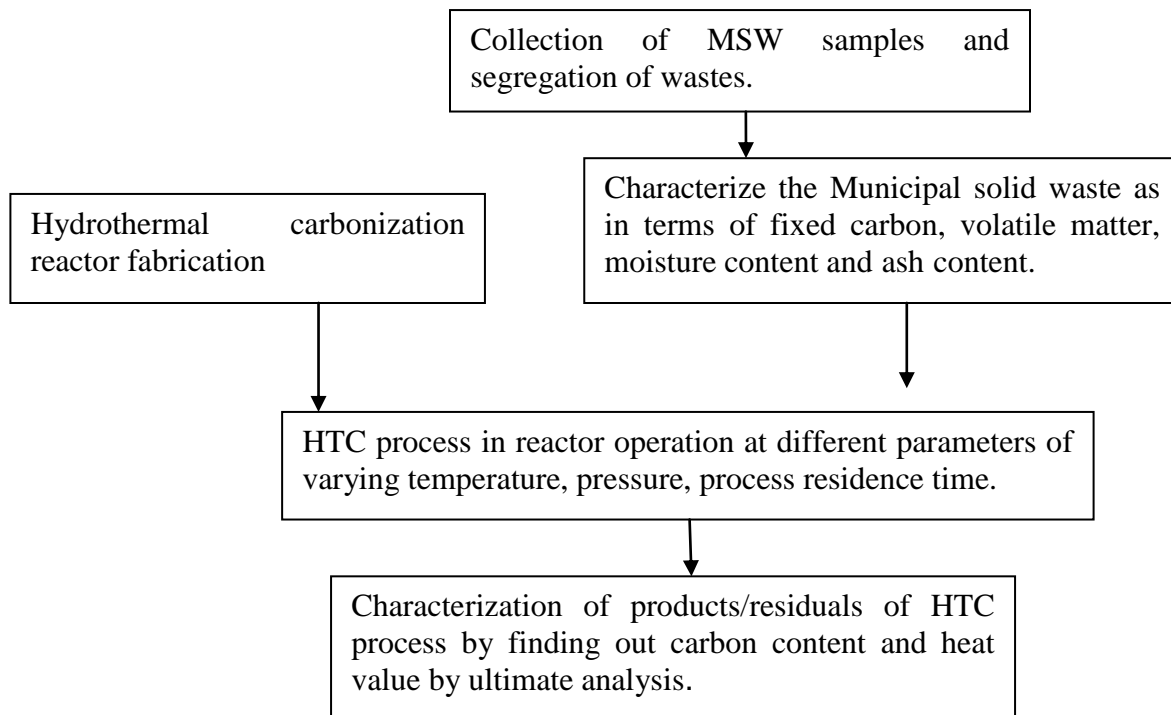 Collection of MSW samples and
segregation of wastes.
Characterize the Municipal solid waste as
in terms of fixed carbon, volatile matter,
moisture content and ash content.
Hydrothermal carbonization
reactor fabrication
HTC process in reactor operation at different parameters of
varying temperature, pressure, process residence time.
Characterization of products/residuals of HTC
process by finding out carbon content and heat
value by ultimate analysis.